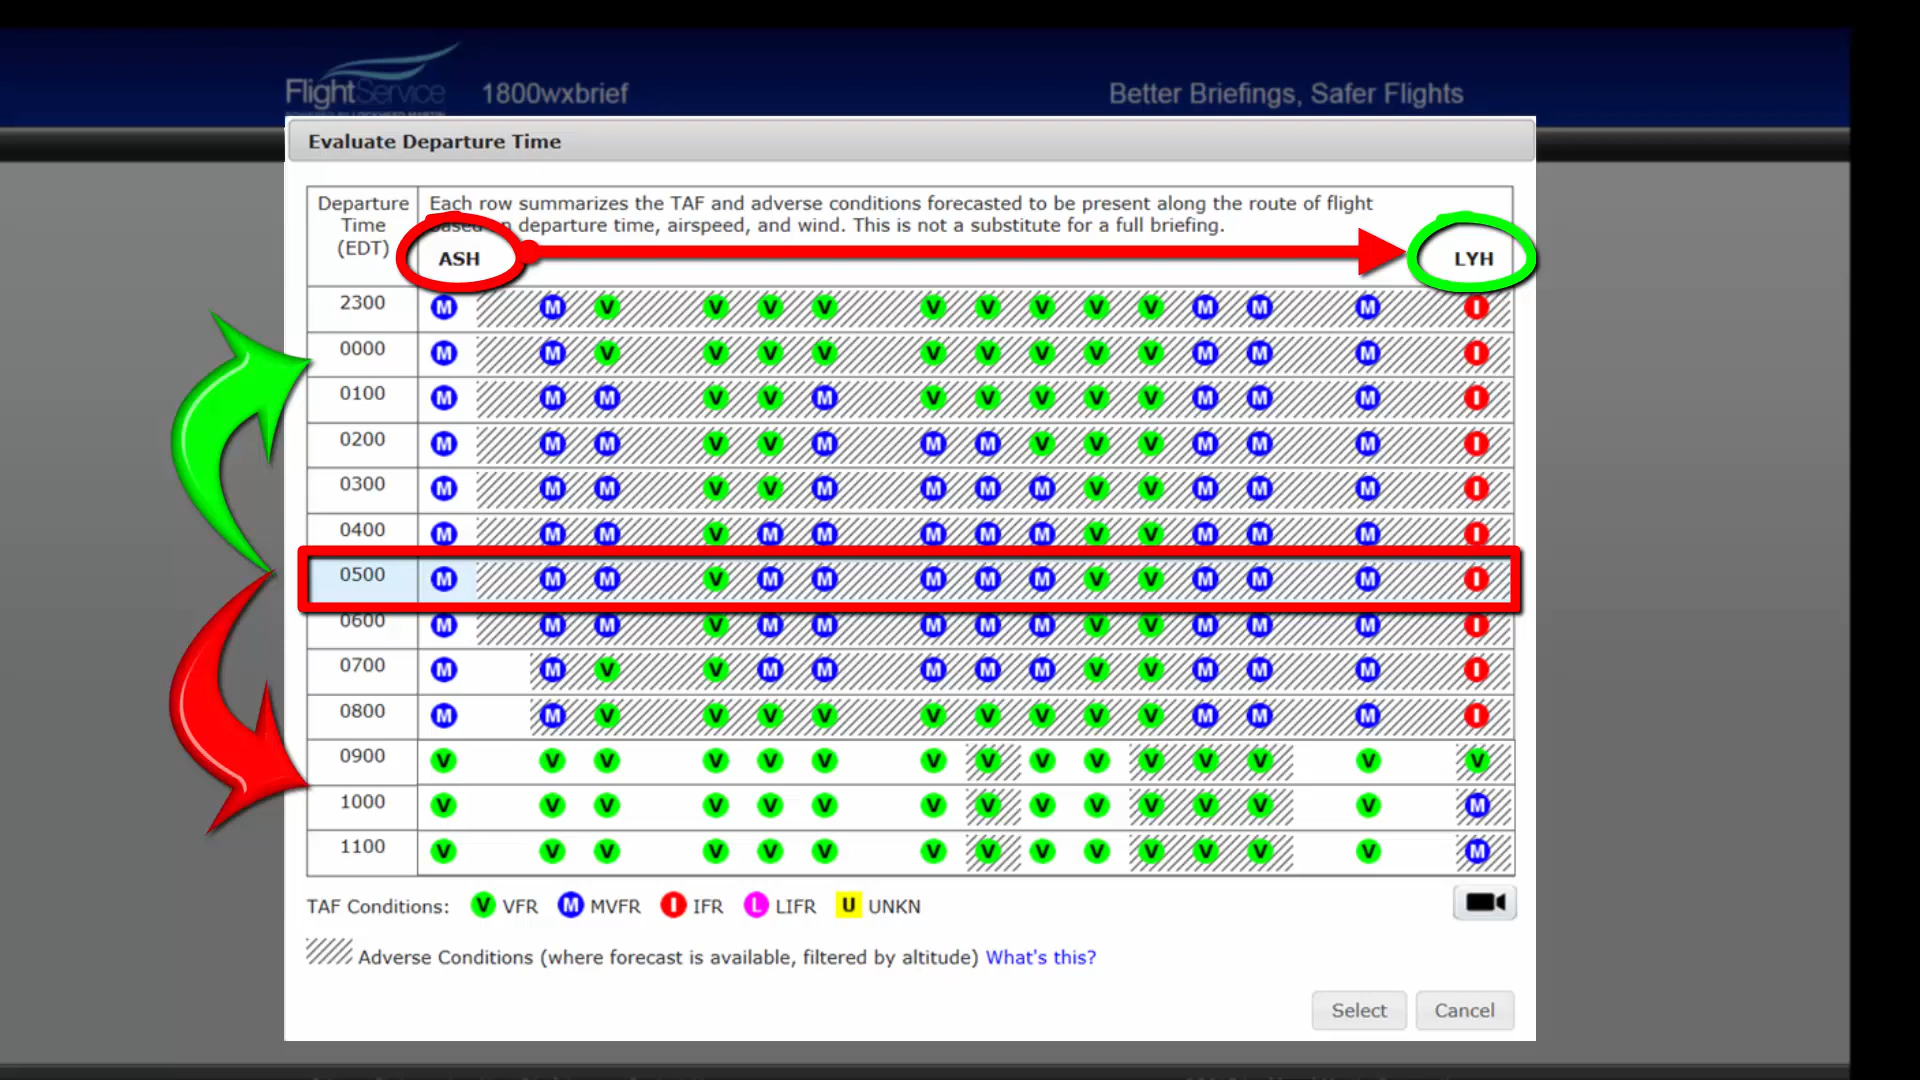 FlightService
1800wxbrief
Better Briefings, Safer Flights
Evaluate Departure Time
Departure Time (EDT)
Each row summarizes the TAF and adverse conditions forecasted to be present along the route of flight
based on departure time, airspeed, and wind. This is not a substitute for a full briefing.
ASH LYH
2300 M M V V V V V V V V V M M M I
0000 M M V V V V V V V V V M M M I
0100 M M M V V M V V V V V M M M I
0200 M M M V V M M M V V V M M M I
0300 M M M V V M M M M V V M M M I
0400 M M M V M M M M M V V M M M I
0500 M M M V M M M M M V V M M M I
0600 M M M V M M M M M V V M M M I
0700 M M V V M M M M M V V M M M I
0800 M M V V V V V V V V V M M M I
0900 V V V V V V V V V V V V V V V
1000 V V V V V V V V V V V V V V M
1100 V V V V V V V V V V V V V V M
TAF Conditions: V VFR M MVFR I IFR L LIFR U UNKN
Adverse Conditions (where forecast is available, filtered by altitude) What's this?
Select Cancel